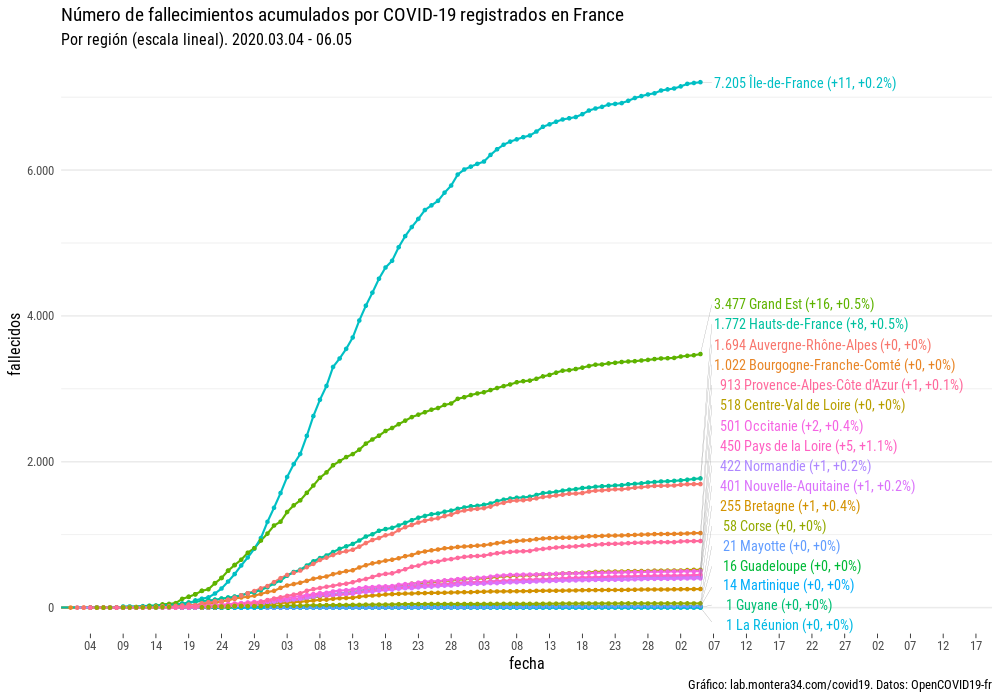 Número de fallecimientos acumulados por COVID-19 registrados en France
Por región (escala lineal). 2020.03.04 - 06.05
fallecidos
6.000
4.000
2.000
0
7.205 Île-de-France (+11, +0.2%)
3.477 Grand Est (+16, +0.5%)
1.772 Hauts-de-France (+8, +0.5%)
1.694 Auvergne-Rhône-Alpes (+0, +0%)
1.022 Bourgogne-Franche-Comté (+0, +0%)
913 Provence-Alpes-Côte d'Azur (+1, +0.1%)
518 Centre-Val de Loire (+0, +0%)
501 Occitanie (+2, +0.4%)
450 Pays de la Loire (+5, +1.1%)
422 Normandie (+1, +0.2%)
401 Nouvelle-Aquitaine (+1, +0.2%)
255 Bretagne (+1, +0.4%)
58 Corse (+0, +0%)
21 Mayotte (+0, +0%)
16 Guadeloupe (+0, +0%)
14 Martinique (+0, +0%)
1 Guyane (+0, +0%)
1 La Réunion (+0, +0%)
04 09 14 19 24 29 03 08 13 18 23 28 03 08 13 18 23 28 02 07 12 17 22 27 02 07 12 17
fecha
Gráfico: lab.montera34.com/covid19. Datos: OpenCOVID19-fr